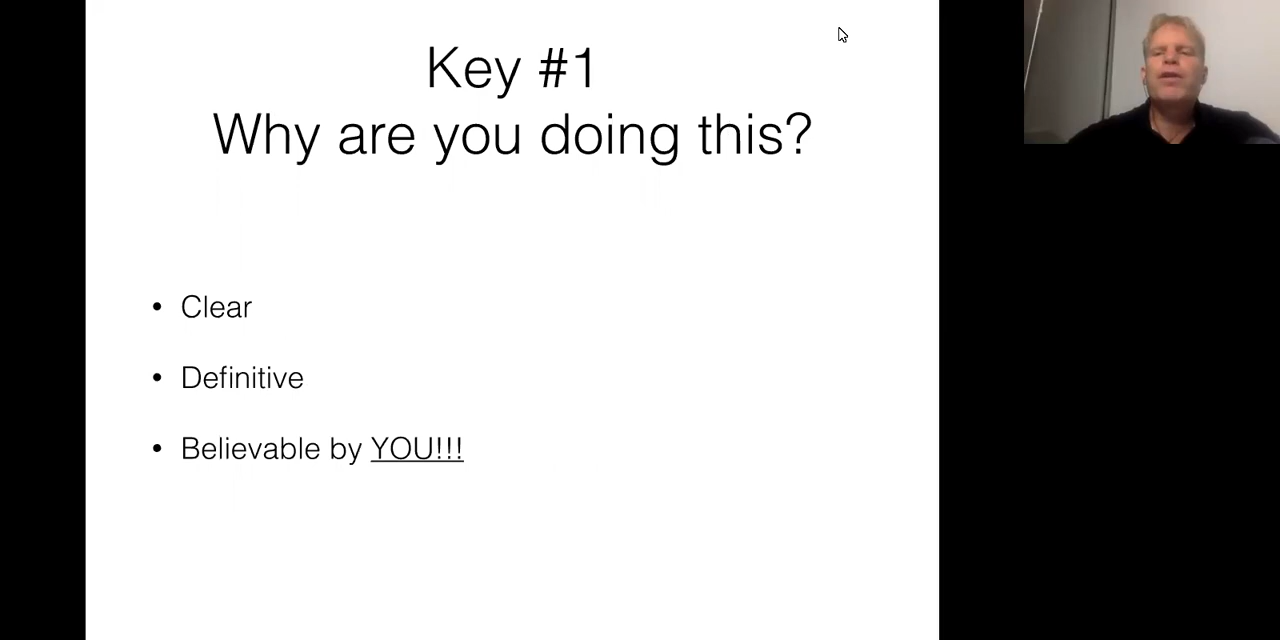 Key #1
Why are you doing this?
• Clear
• Definitive
• Believable by YOU!!!